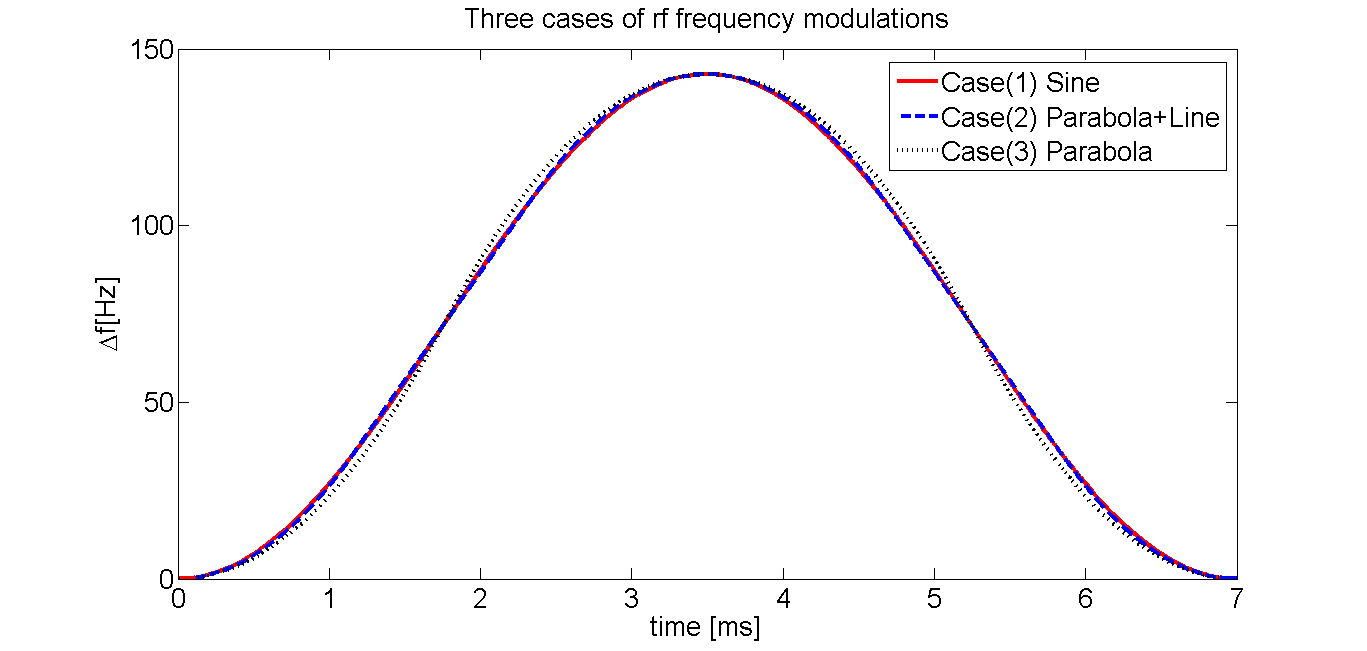 Three cases of rf frequency modulations
150
100
50
0
Δf[Hz]
Case(1) Sine
Case(2) Parabola+Line
Case(3) Parabola
0 1 2 3 4 5 6 7
time [ms]